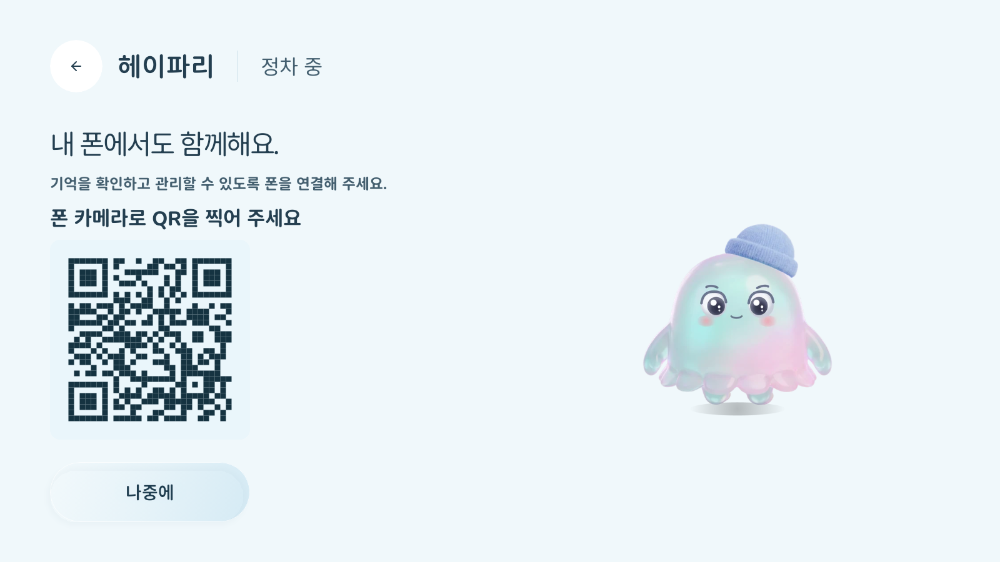 헤이파리
정차 중
내 폰에서도 함께해요.
기억을 확인하고 관리할 수 있도록 폰을 연결해 주세요.
폰 카메라로 QR을 찍어 주세요
나중에